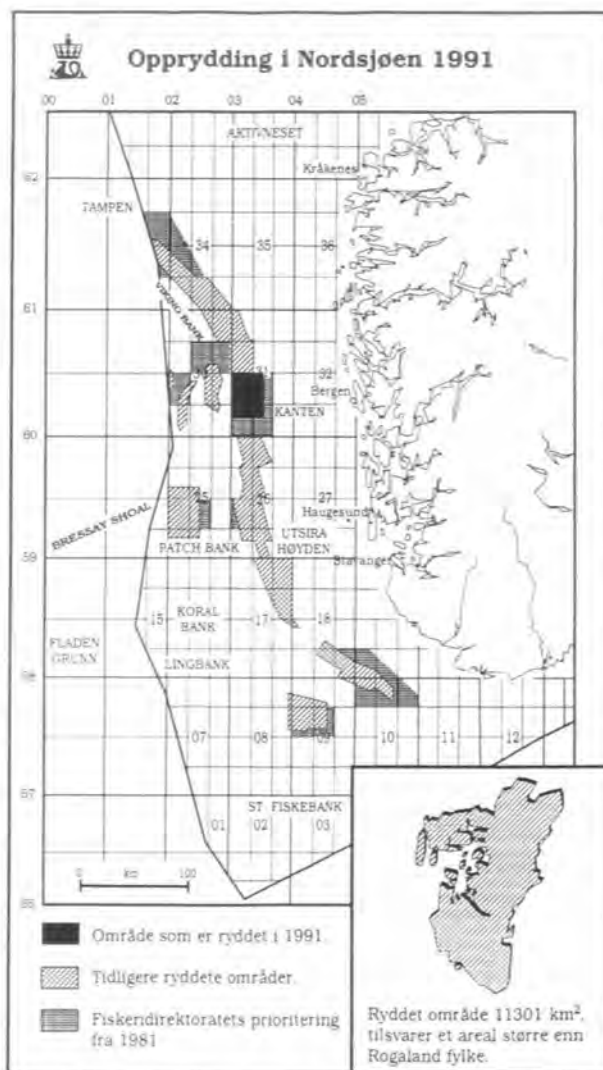 Opprydding i Nordsjøen 1991
00 01 02 03 04 05
AKTIVNESET
62
Kråkenes
TAMPEN
34 35 36
61
VIKING BANK
31 32
Bergen
KANTEN
60
25 26 27
Haugesund
BRESSAY SHOAL
PATCH BANK
UTSIRA
HØYDEN
59
Stavanger
15 17 18
KORAL
BANK
FLADEN
GRUNN
LINGBANK
58
07 08 09 10 11 12
57
ST. FISKEBANK
01 02 03
0 km 100
Område som er ryddet i 1991.
Tidligere ryddete områder.
Fiskeridirektoratets prioritering
fra 1981
Ryddet område 11301 km²,
tilsvarer et areal større enn
Rogaland fylke.